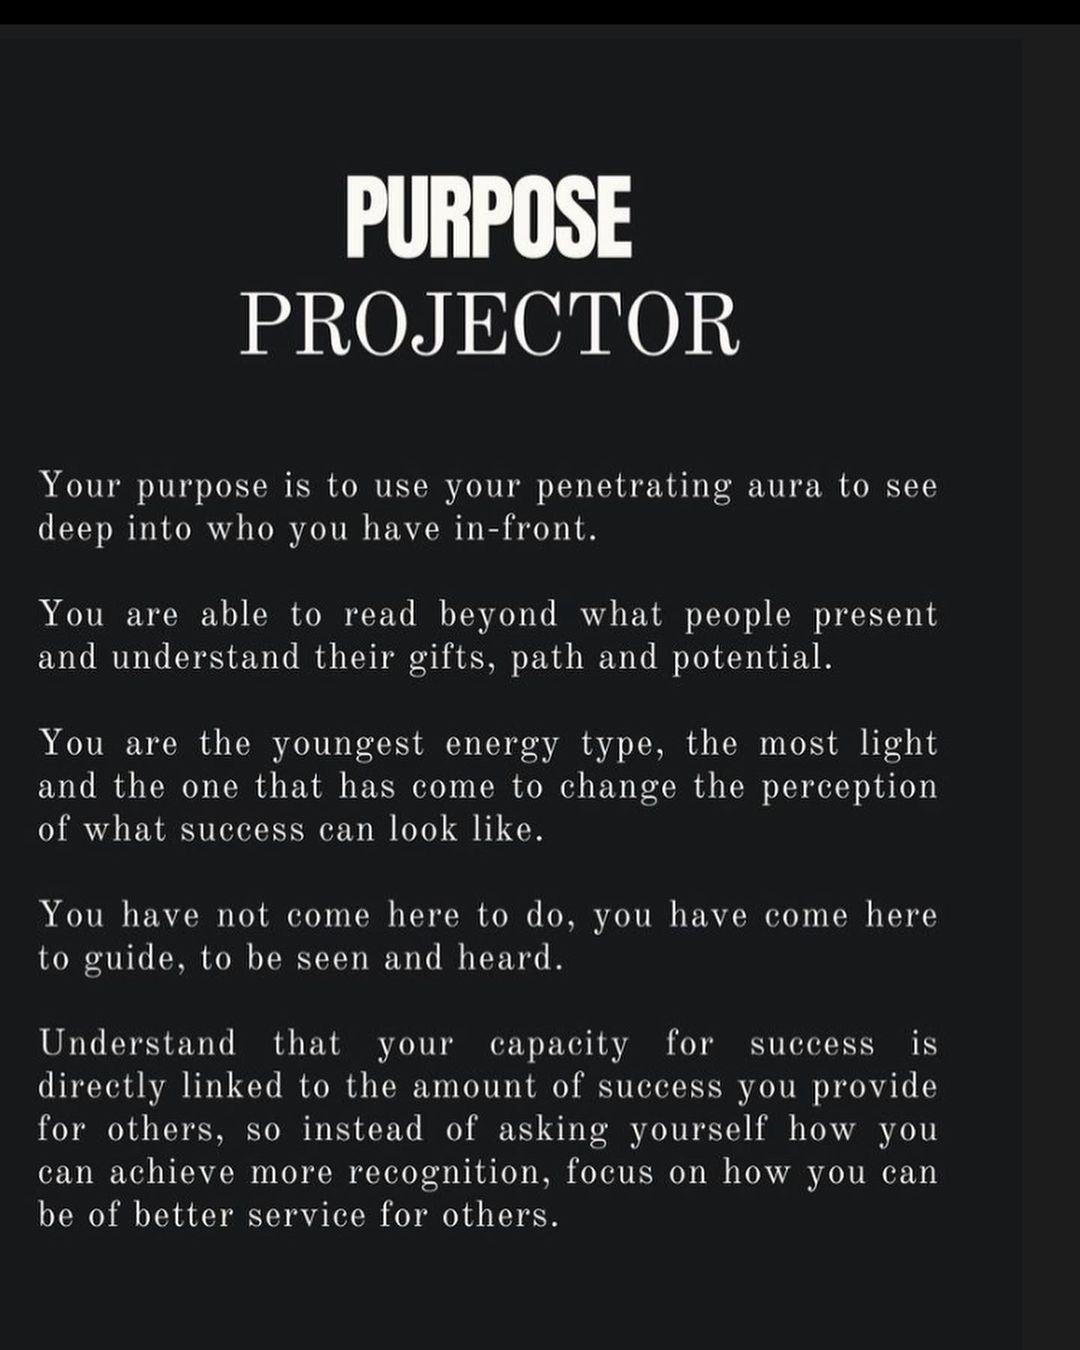 PURPOSE
PROJECTOR
Your purpose is to use your penetrating aura to see
deep into who you have in-front.
You are able to read beyond what people present
and understand their gifts, path and potential.
You are the youngest energy type, the most light
and the one that has come to change the perception
of what success can look like.
You have not come here to do, you have come here
to guide, to be seen and heard.
Understand that your capacity for success is
directly linked to the amount of success you provide
for others, so instead of asking yourself how you
can achieve more recognition, focus on how you can
be of better service for others.